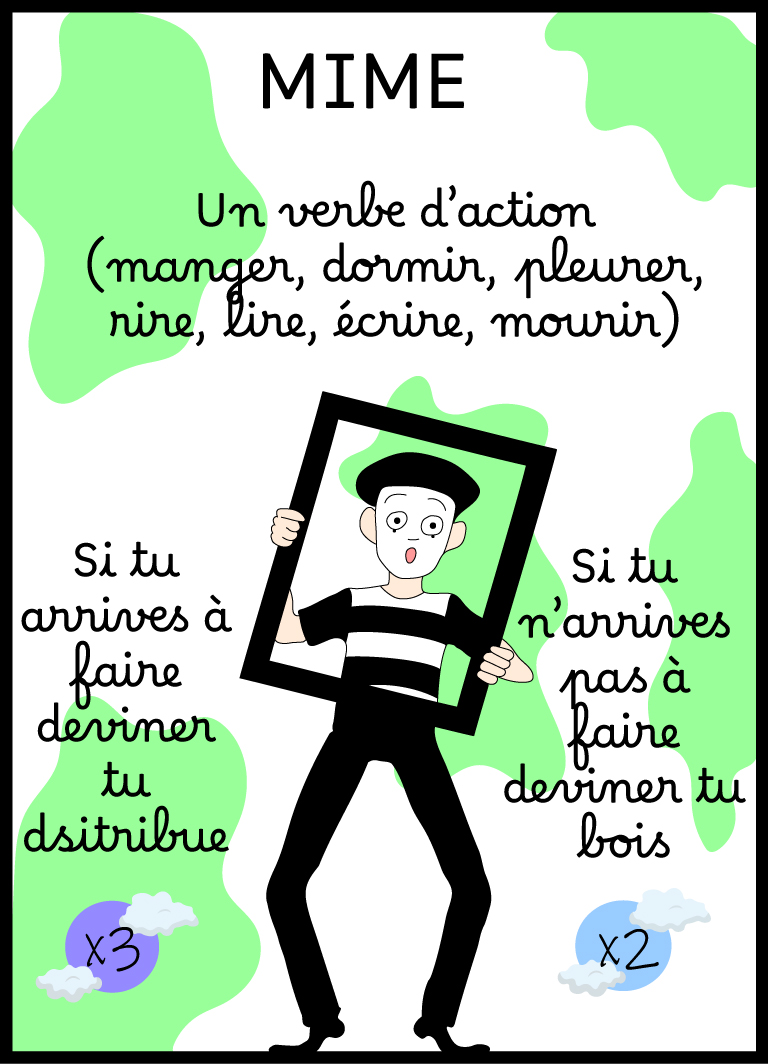 MIME
Un verbe d'action
(manger, dormir, pleurer,
rire, lire, écrire, mourir)
Si tu
arrives à
faire
deviner
tu
dsitribue
x3
Si tu
n'arrives
pas à
faire
deviner tu
bois
x2